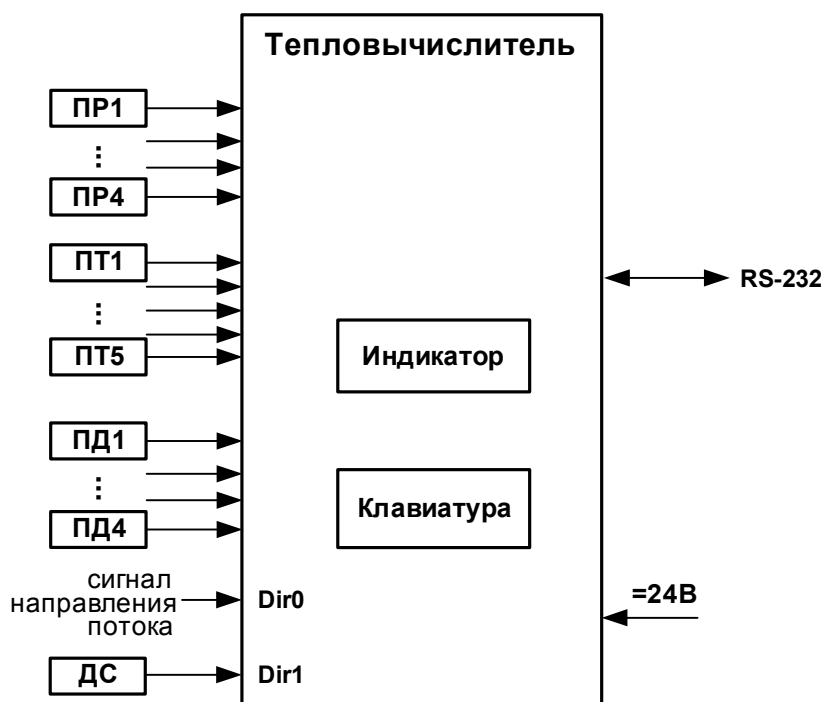 Тепловычислитель
ПР1
...
ПР4
ПТ1
...
ПТ5
RS-232
Индикатор
ПД1
...
ПД4
Клавиатура
сигнал
направления
потока
Dir0
=24В
ДС
Dir1